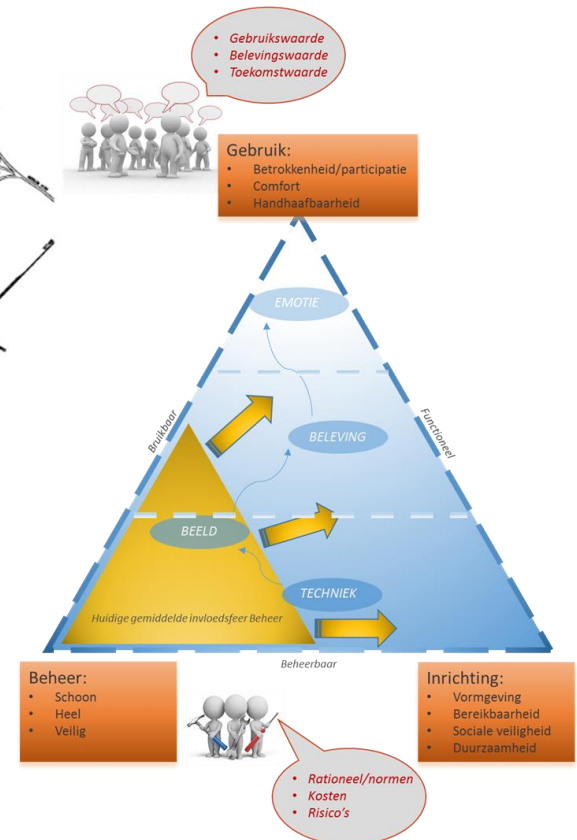 • Gebruikswaarde
• Belevingswaarde
• Toekomstwaarde
Gebruik:
• Betrokkenheid/participatie
• Comfort
• Handhaafbaarheid
EMOTIE
Bruikbaar
Functioneel
BELEVING
BEELD
TECHNIEK
Huidige gemiddelde invloedsfeer Beheer
Beheerbaar
Beheer:
• Schoon
• Heel
• Veilig
Inrichting:
• Vormgeving
• Bereikbaarheid
• Sociale veiligheid
• Duurzaamheid
• Rationeel/normen
• Kosten
• Risico's